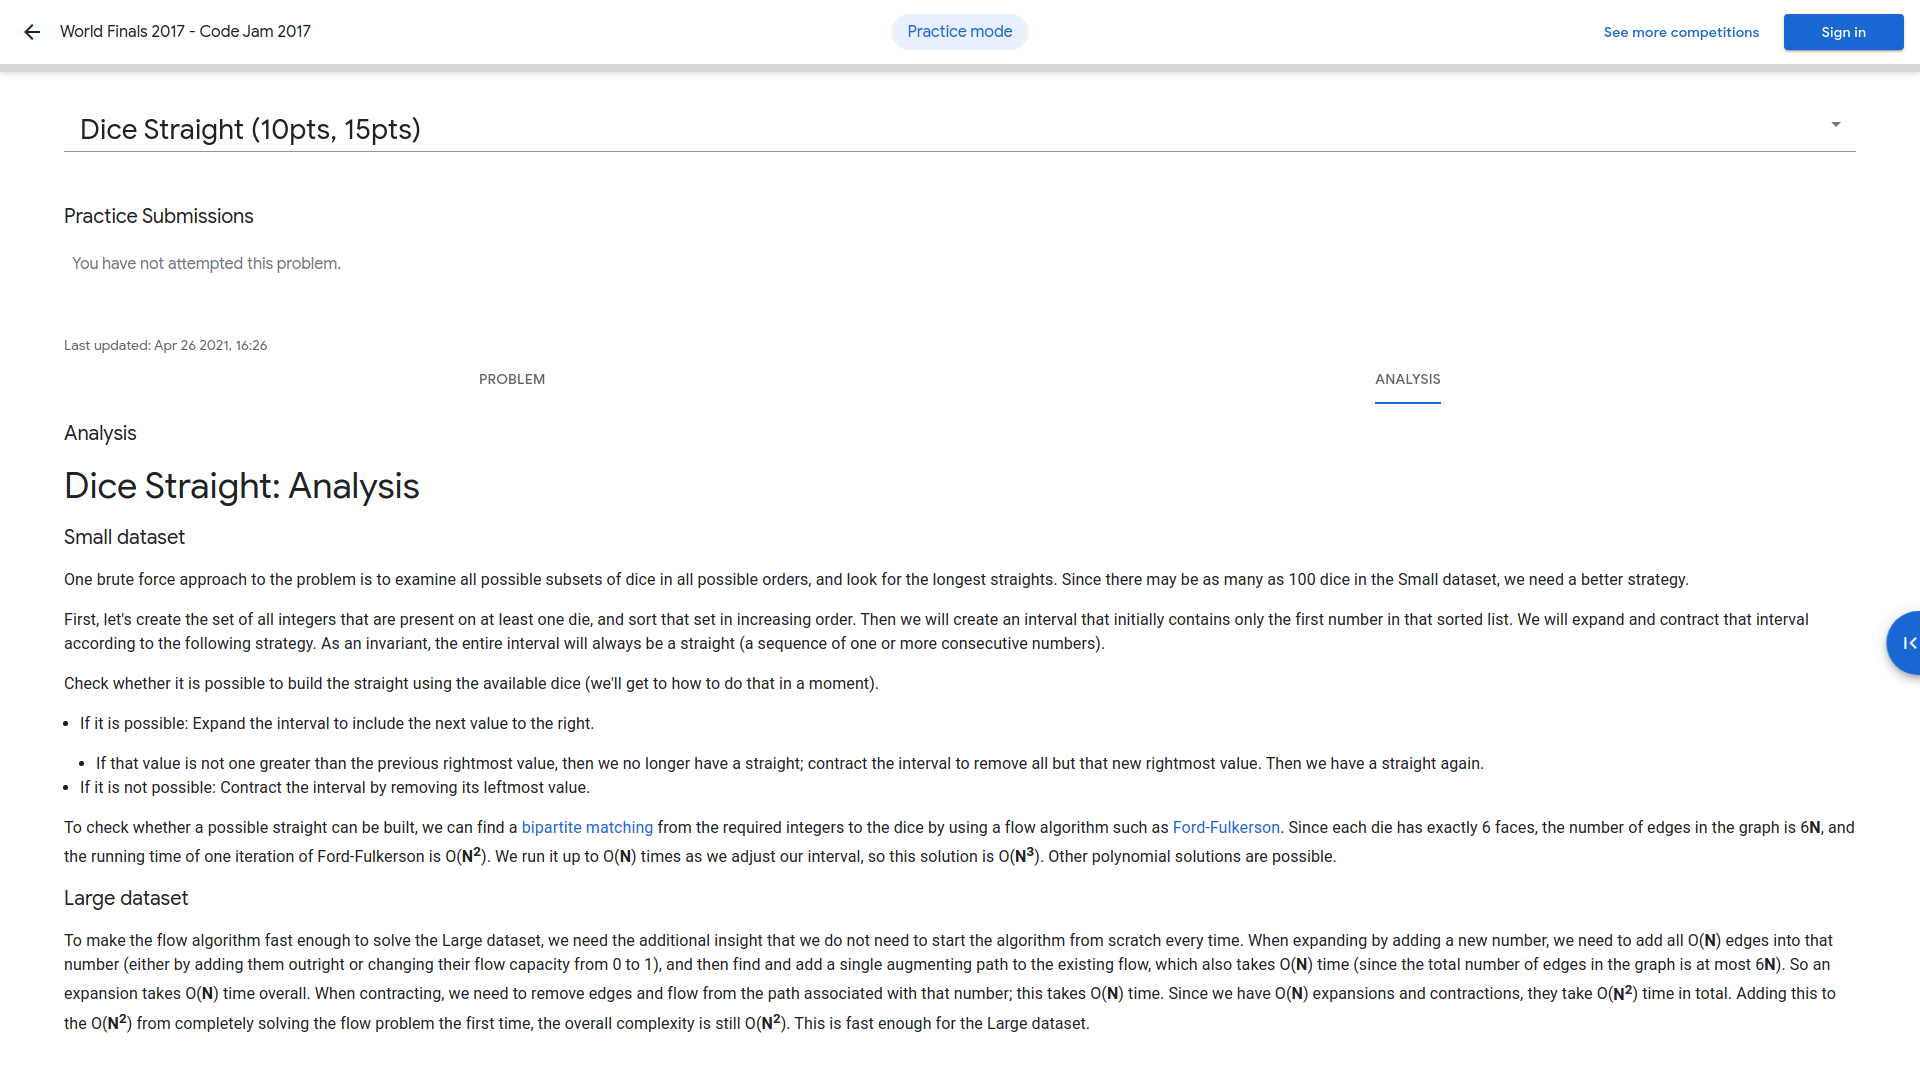 World Finals 2017 - Code Jam 2017
Practice mode
See more competitions
Sign in
Dice Straight (10pts, 15pts)
Practice Submissions
You have not attempted this problem.
Last updated: Apr 26 2021, 16:26
PROBLEM
ANALYSIS
Analysis
Dice Straight: Analysis
Small dataset
One brute force approach to the problem is to examine all possible subsets of dice in all possible orders, and look for the longest straights. Since there may be as many as 100 dice in the Small dataset, we need a better strategy.
First, let's create the set of all integers that are present on at least one die, and sort that set in increasing order. Then we will create an interval that initially contains only the first number in that sorted list. We will expand and contract that interval
according to the following strategy. As an invariant, the entire interval will always be a straight (a sequence of one or more consecutive numbers).
Check whether it is possible to build the straight using the available dice (we'll get to how to do that in a moment).
• If it is possible: Expand the interval to include the next value to the right.
• If that value is not one greater than the previous rightmost value, then we no longer have a straight; contract the interval to remove all but that new rightmost value. Then we have a straight again.
• If it is not possible: Contract the interval by removing its leftmost value.
To check whether a possible straight can be built, we can find a bipartite matching from the required integers to the dice by using a flow algorithm such as Ford-Fulkerson. Since each die has exactly 6 faces, the number of edges in the graph is 6N, and
the running time of one iteration of Ford-Fulkerson is O(N²). We run it up to O(N) times as we adjust our interval, so this solution is O(N³). Other polynomial solutions are possible.
Large dataset
To make the flow algorithm fast enough to solve the Large dataset, we need the additional insight that we do not need to start the algorithm from scratch every time. When expanding by adding a new number, we need to add all O(N) edges into that
number (either by adding them outright or changing their flow capacity from 0 to 1), and then find and add a single augmenting path to the existing flow, which also takes O(N) time (since the total number of edges in the graph is at most 6N). So an
expansion takes O(N) time overall. When contracting, we need to remove edges and flow from the path associated with that number; this takes O(N) time. Since we have O(N) expansions and contractions, they take O(N²) time in total. Adding this to
the O(N²) from completely solving the flow problem the first time, the overall complexity is still O(N²). This is fast enough for the Large dataset.